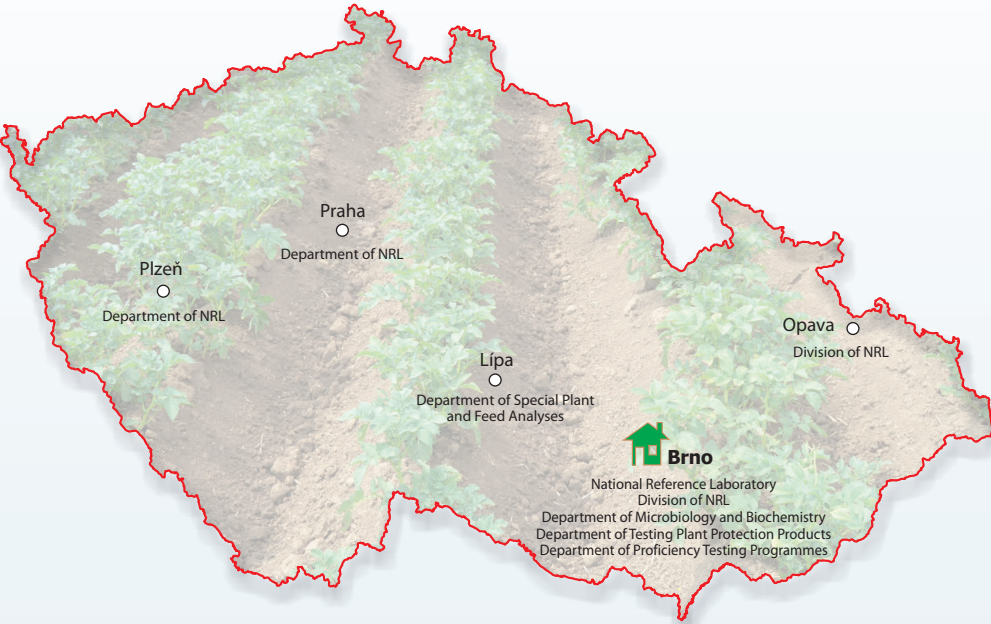 Praha
Department of NRL
Plzeň
Department of NRL
Opava
Division of NRL
Lípa
Department of Special Plant
and Feed Analyses
Brno
National Reference Laboratory
Division of NRL
Department of Microbiology and Biochemistry
Department of Testing Plant Protection Products
Department of Proficiency Testing Programmes